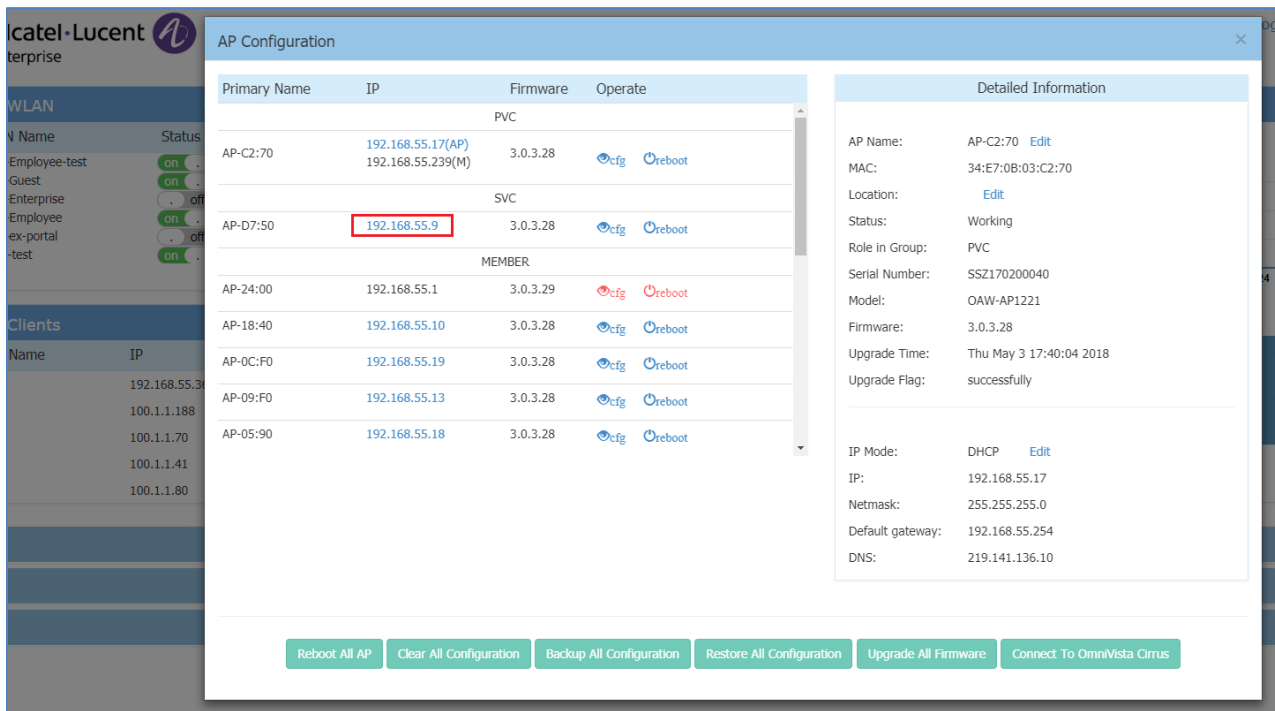 lcatel·Lucent
terprise
AP Configuration
×
Primary Name IP Firmware Operate
PVC
AP-C2:70 192.168.55.17(AP) 3.0.3.28 cfg reboot
192.168.55.239(M)
SVC
AP-D7:50 192.168.55.9 3.0.3.28 cfg reboot
MEMBER
AP-24:00 192.168.55.1 3.0.3.29 cfg reboot
AP-18:40 192.168.55.10 3.0.3.28 cfg reboot
AP-0C:F0 192.168.55.19 3.0.3.28 cfg reboot
AP-09:F0 192.168.55.13 3.0.3.28 cfg reboot
AP-05:90 192.168.55.18 3.0.3.28 cfg reboot
Detailed Information
AP Name: AP-C2:70 Edit
MAC: 34:E7:0B:03:C2:70
Location: Edit
Status: Working
Role in Group: PVC
Serial Number: SSZ170200040
Model: OAW-AP1221
Firmware: 3.0.3.28
Upgrade Time: Thu May 3 17:40:04 2018
Upgrade Flag: successfully
IP Mode: DHCP Edit
IP: 192.168.55.17
Netmask: 255.255.255.0
Default gateway: 192.168.55.254
DNS: 219.141.136.10
Reboot All AP Clear All Configuration Backup All Configuration Restore All Configuration Upgrade All Firmware Connect To OmniVista Cirrus
WLAN
N Name Status
Employee-test on
Guest on
Enterprise off
Employee on
ex-portal off
-test on
Clients
Name IP
192.168.55.36
100.1.1.188
100.1.1.70
100.1.1.41
100.1.1.80